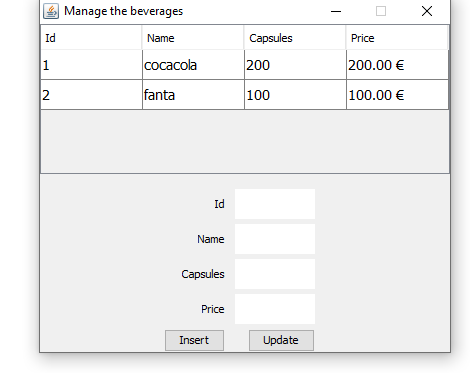 Manage the beverages
Id Name Capsules Price
1 cocacola 200 200.00 €
2 fanta 100 100.00 €
Id
Name
Capsules
Price
Insert Update